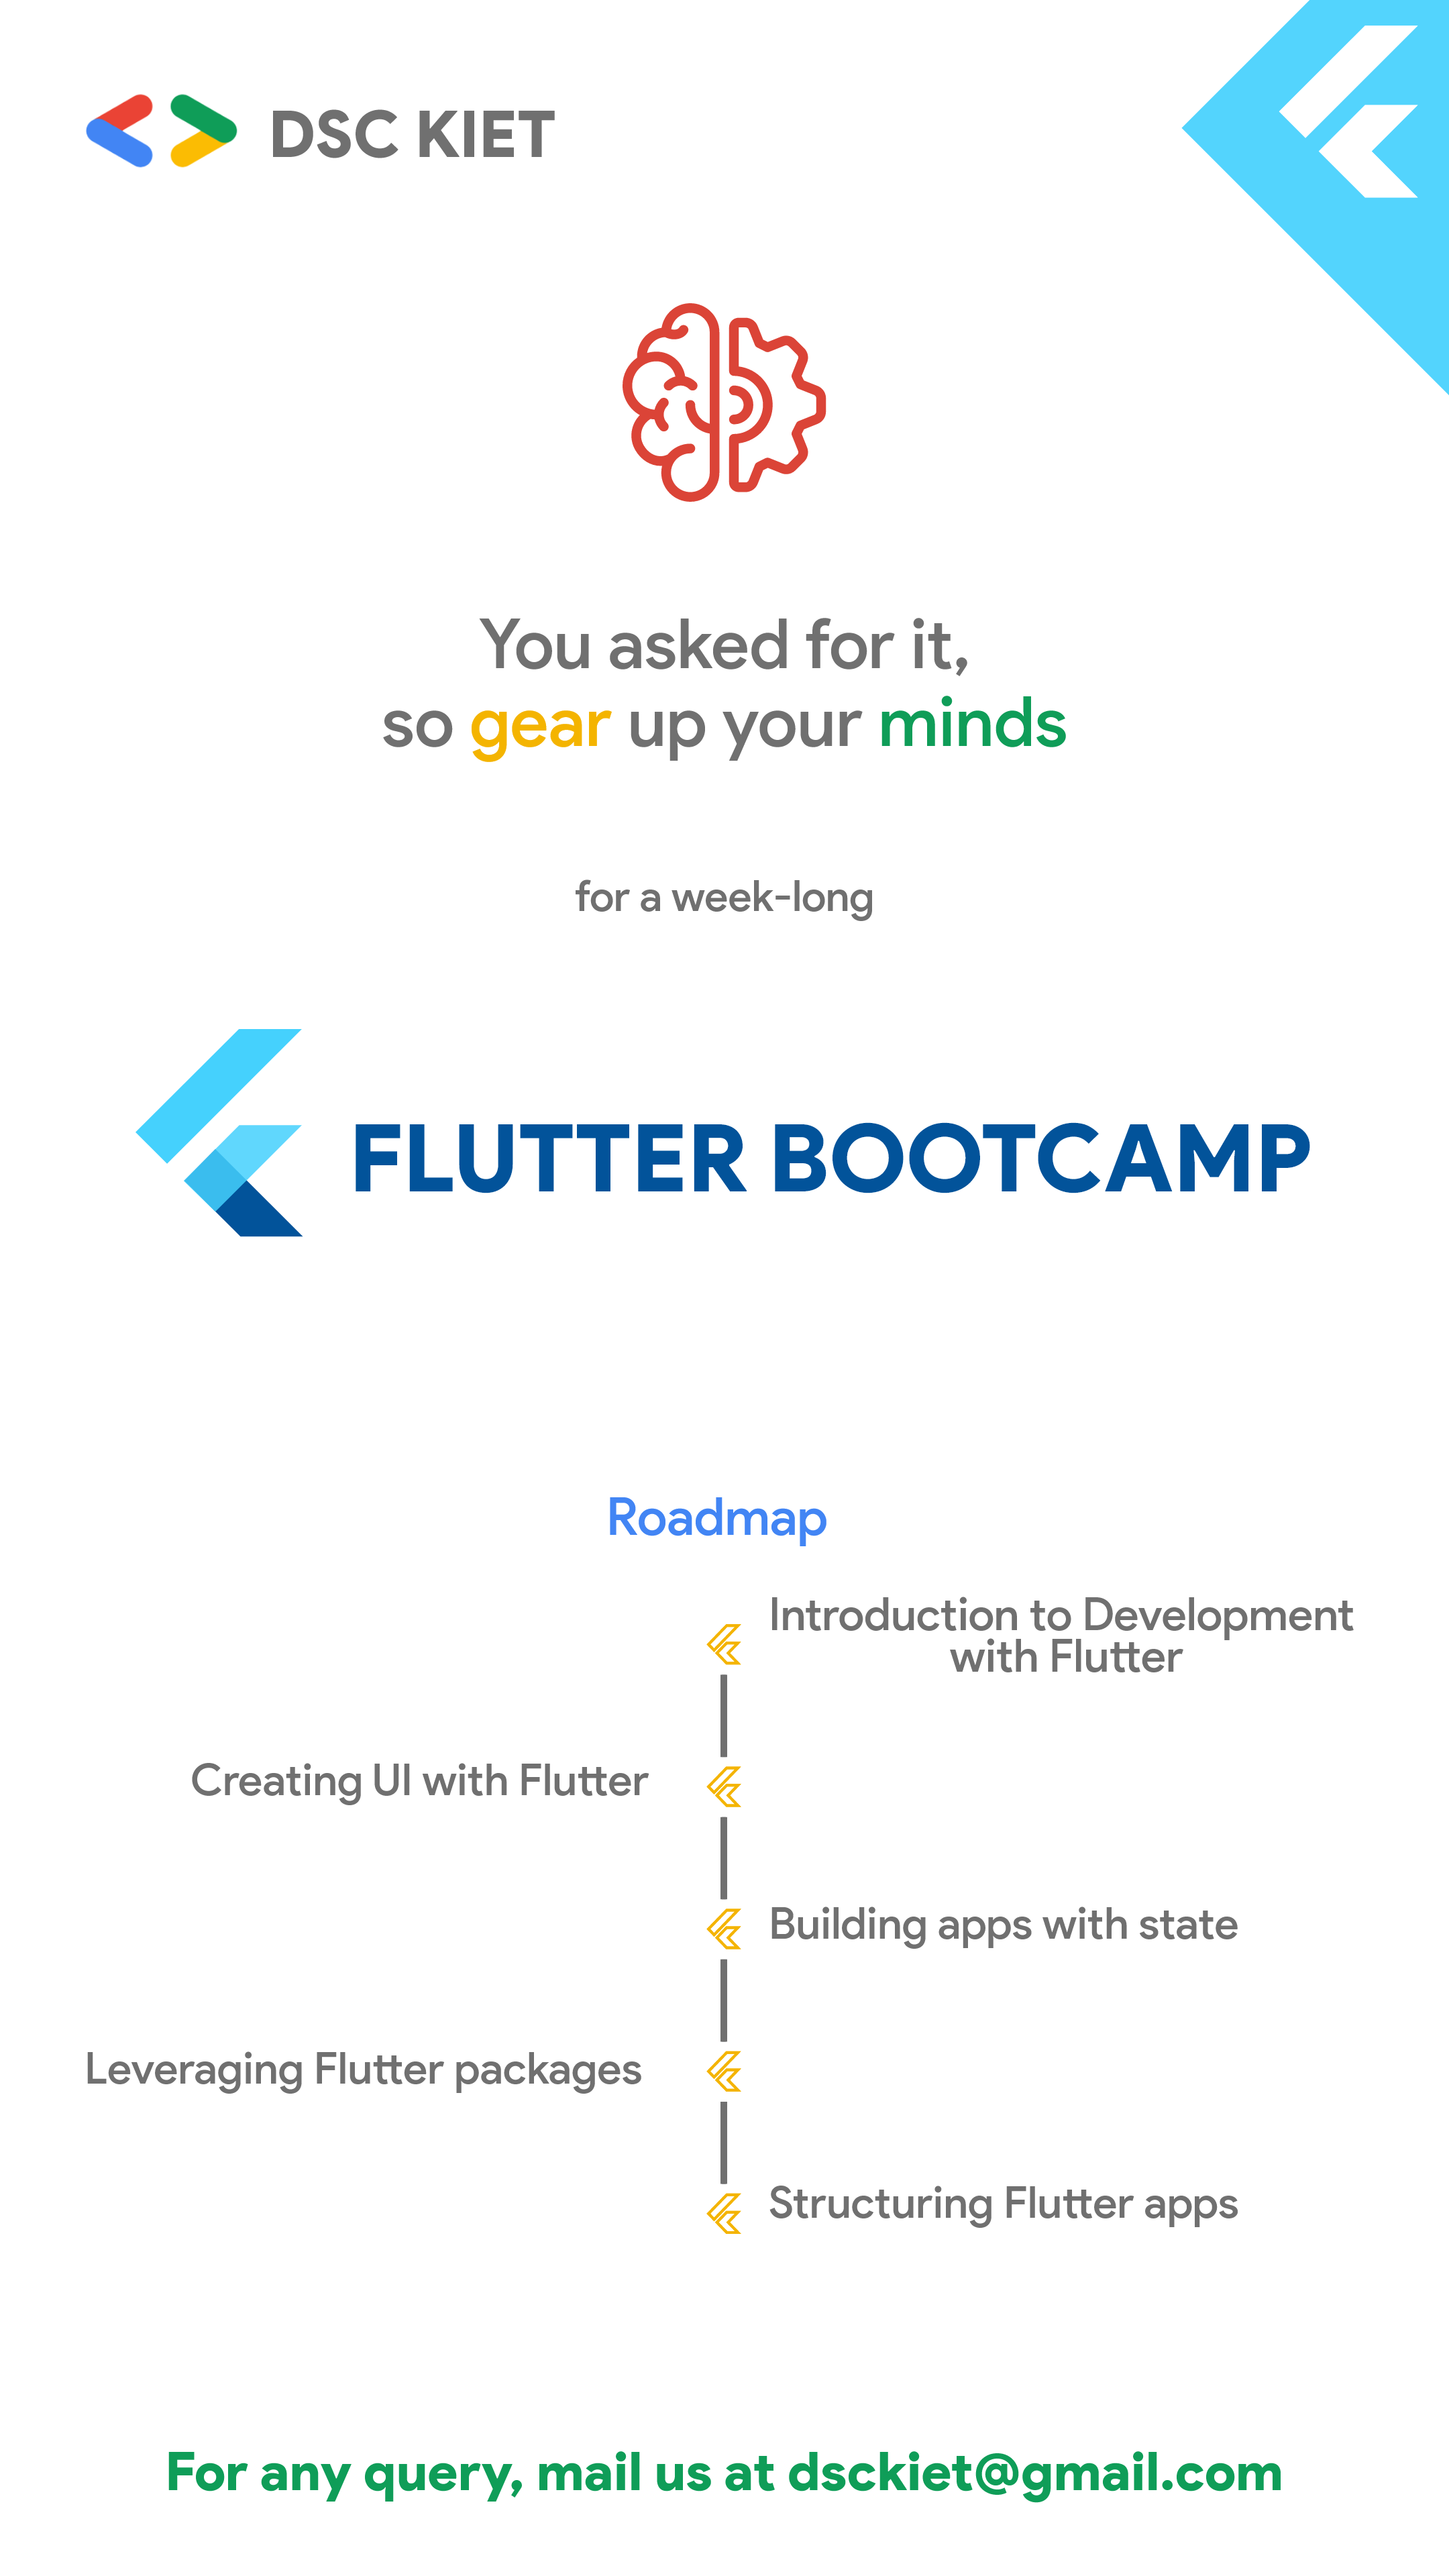 DSC KIET
You asked for it,
so gear up your minds
for a week-long
FLUTTER BOOTCAMP
Roadmap
Introduction to Development
with Flutter
Creating UI with Flutter
Building apps with state
Leveraging Flutter packages
Structuring Flutter apps
For any query, mail us at dsckiet@gmail.com